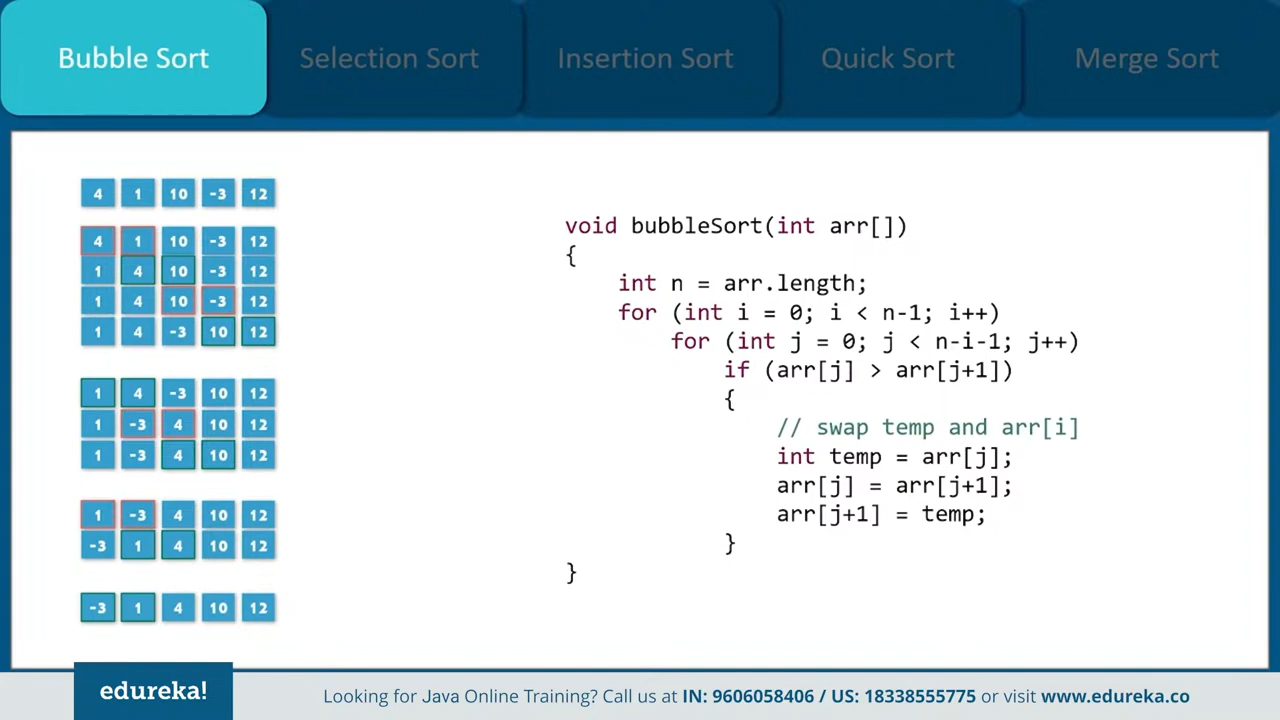 Bubble Sort
Selection Sort
Insertion Sort
Quick Sort
Merge Sort
4 1 10 -3 12
4 1 10 -3 12
1 4 10 -3 12
1 4 10 -3 12
1 4 -3 10 12
1 4 -3 10 12
1 -3 4 10 12
1 -3 4 10 12
1 -3 4 10 12
-3 1 4 10 12
-3 1 4 10 12
void bubbleSort(int arr[])
{
int n = arr.length;
for (int i = 0; i < n-1; i++)
for (int j = 0; j < n-i-1; j++)
if (arr[j] > arr[j+1])
{
// swap temp and arr[i]
int temp = arr[j];
arr[j] = arr[j+1];
arr[j+1] = temp;
}
}
edureka!
Looking for Java Online Training? Call us at IN: 9606058406 / US: 18338555775 or visit www.edureka.co